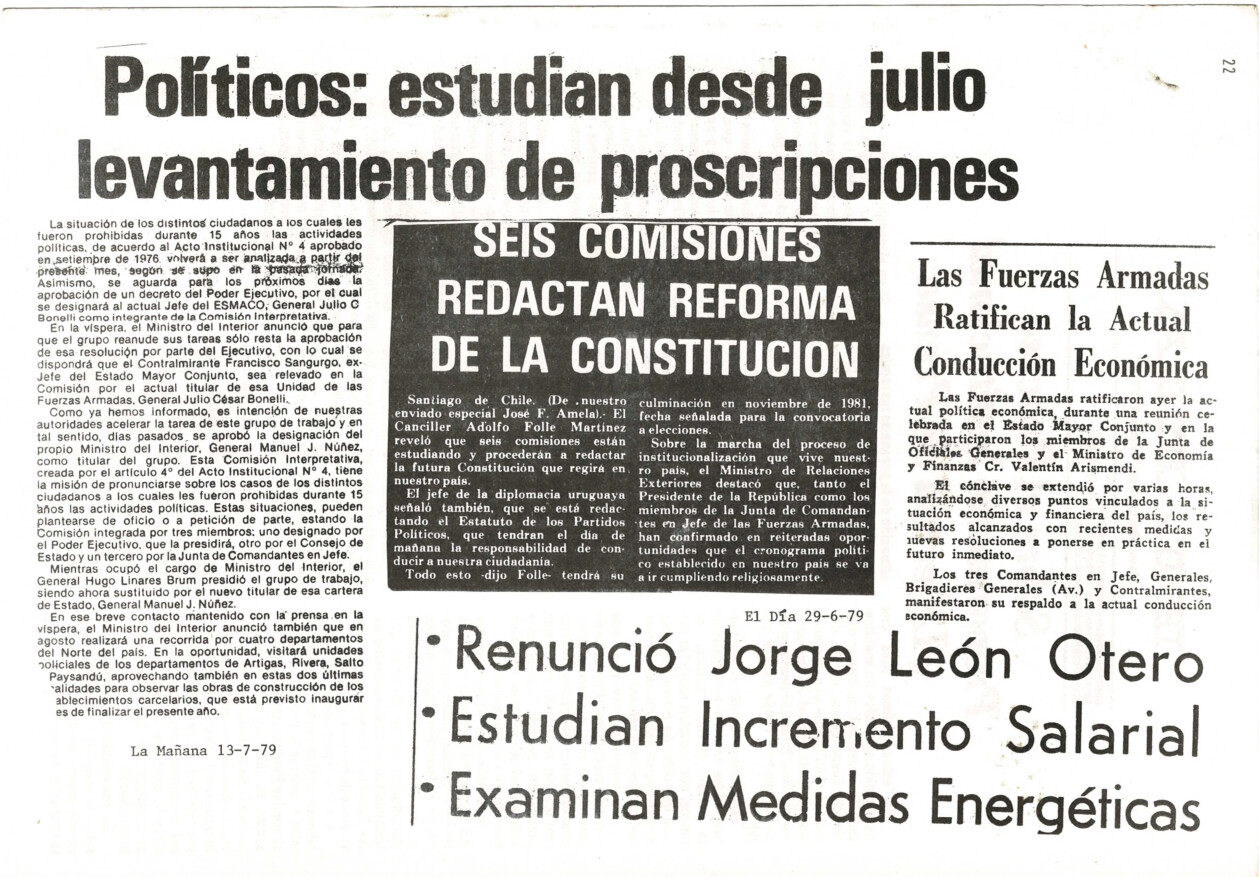 22
Políticos: estudian desde julio
levantamiento de proscripciones
La situación de los distintos ciudadanos a los cuales les
fueron prohibidas durante 15 años las actividades
políticas, de acuerdo al Acto Institucional N° 4 aprobado
en setiembre de 1976 volverá a ser analizada a partir del
presente mes, según se supo en la pasada jornada.
Asimismo, se aguarda para los próximos días la
aprobación de un decreto del Poder Ejecutivo, por el cual
se designará al actual Jefe del ESMACO, General Julio C
Bonelli como integrante de la Comisión Interpretativa.
En la víspera, el Ministro del Interior anunció que para
que el grupo reanude sus tareas sólo resta la aprobación
de esa resolución por parte del Ejecutivo, con lo cual se
dispondrá que el Contralmirante Francisco Sangurgo, ex-
Jefe del Estado Mayor Conjunto, sea relevado en la
Comisión por el actual titular de esa Unidad de las
Fuerzas Armadas, General Julio César Bonelli.
Como ya hemos informado, es intención de nuestras
autoridades acelerar la tarea de este grupo de trabajo y en
tal sentido, días pasados se aprobó la designación del
propio Ministro del Interior, General Manuel J. Núñez,
como titular del grupo. Esta Comisión Interpretativa,
creada por el artículo 4° del Acto Institucional N° 4, tiene
la misión de pronunciarse sobre los casos de los distintos
ciudadanos a los cuales les fueron prohibidas durante 15
años las actividades políticas. Estas situaciones, pueden
plantearse de oficio o a petición de parte, estando la
Comisión integrada por tres miembros; uno designado por
el Poder Ejecutivo, que la presidirá, otro por el Consejo de
Estado y un tercero por la Junta de Comandantes en Jefe.
Mientras ocupó el cargo de Ministro del Interior, el
General Hugo Linares Brum presidió el grupo de trabajo,
siendo ahora sustituido por el nuevo titular de esa cartera
de Estado, General Manuel J. Núñez.
En ese breve contacto mantenido con la prensa en la
víspera, el Ministro del Interior anunció también que en
agosto realizará una recorrida por cuatro departamentos
del Norte del país. En la oportunidad, visitará unidades
policiales de los departamentos de Artigas, Rivera, Salto
Paysandú, aprovechando también en estas dos últimas
alidades para observar las obras de construcción de los
ablecimientos carcelarios, que está previsto inaugurar
es de finalizar el presente año.
La Mañana 13-7-79
SEIS COMISIONES
REDACTAN REFORMA
DE LA CONSTITUCION
Santiago de Chile. (De nuestro
enviado especial José F. Amela).- El
Canciller Adolfo Folle Martínez
reveló que seis comisiones están
estudiando y procederán a redactar
la futura Constitución que regirá en
nuestro país.
El jefe de la diplomacia uruguaya
señaló también, que se está redac-
tando el Estatuto de los Partidos
Políticos, que tendran el día de
mañana la responsabilidad de con-
ducir a nuestra ciudadanía.
Todo esto -dijo Folle- tendrá su
culminación en noviembre de 1981,
fecha señalada para la convocatoria
a elecciones.
Sobre la marcha del proceso de
institucionalización que vive nuest-
ro país, el Ministro de Relaciones
Exteriores destacó que, tanto el
Presidente de la República como los
miembros de la Junta de Comandan-
tes en Jefe de las Fuerzas Armadas,
han confirmado en reiteradas opor-
tunidades que el cronograma políti-
co establecido en nuestro país se va
a ir cumpliendo religiosamente.
El Día 29-6-79
Las Fuerzas Armadas
Ratifican la Actual
Conducción Económica
Las Fuerzas Armadas ratificaron ayer la ac-
tual política económica, durante una reunión ce-
lebrada en el Estado Mayor Conjunto y en la
que participaron los miembros de la Junta de
Oficiales Generales y el Ministro de Economía
y Finanzas Cr. Valentín Arismendi.
El cónclave se extendió por varias horas,
analizándose diversos puntos vinculados a la si-
tuación económica y financiera del país, los re-
sultados alcanzados con recientes medidas y
nuevas resoluciones a ponerse en práctica en el
futuro inmediato.
Los tres Comandantes en Jefe, Generales,
Brigadieres Generales (Av.) y Contralmirantes,
manifestaron su respaldo a la actual conducción
económica.
• Renunció Jorge León Otero
• Estudian Incremento Salarial
• Examinan Medidas Energéticas